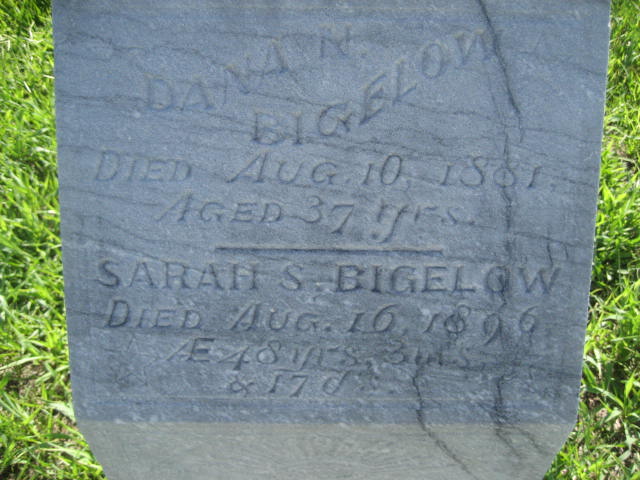 DANA N.
BIGELOW
DIED AUG. 10, 1881.
AGED 37 yrs.
SARAH S. BIGELOW
DIED AUG. 16, 1896.
Æ 48 yrs. 3 ms.
& 17 ds.